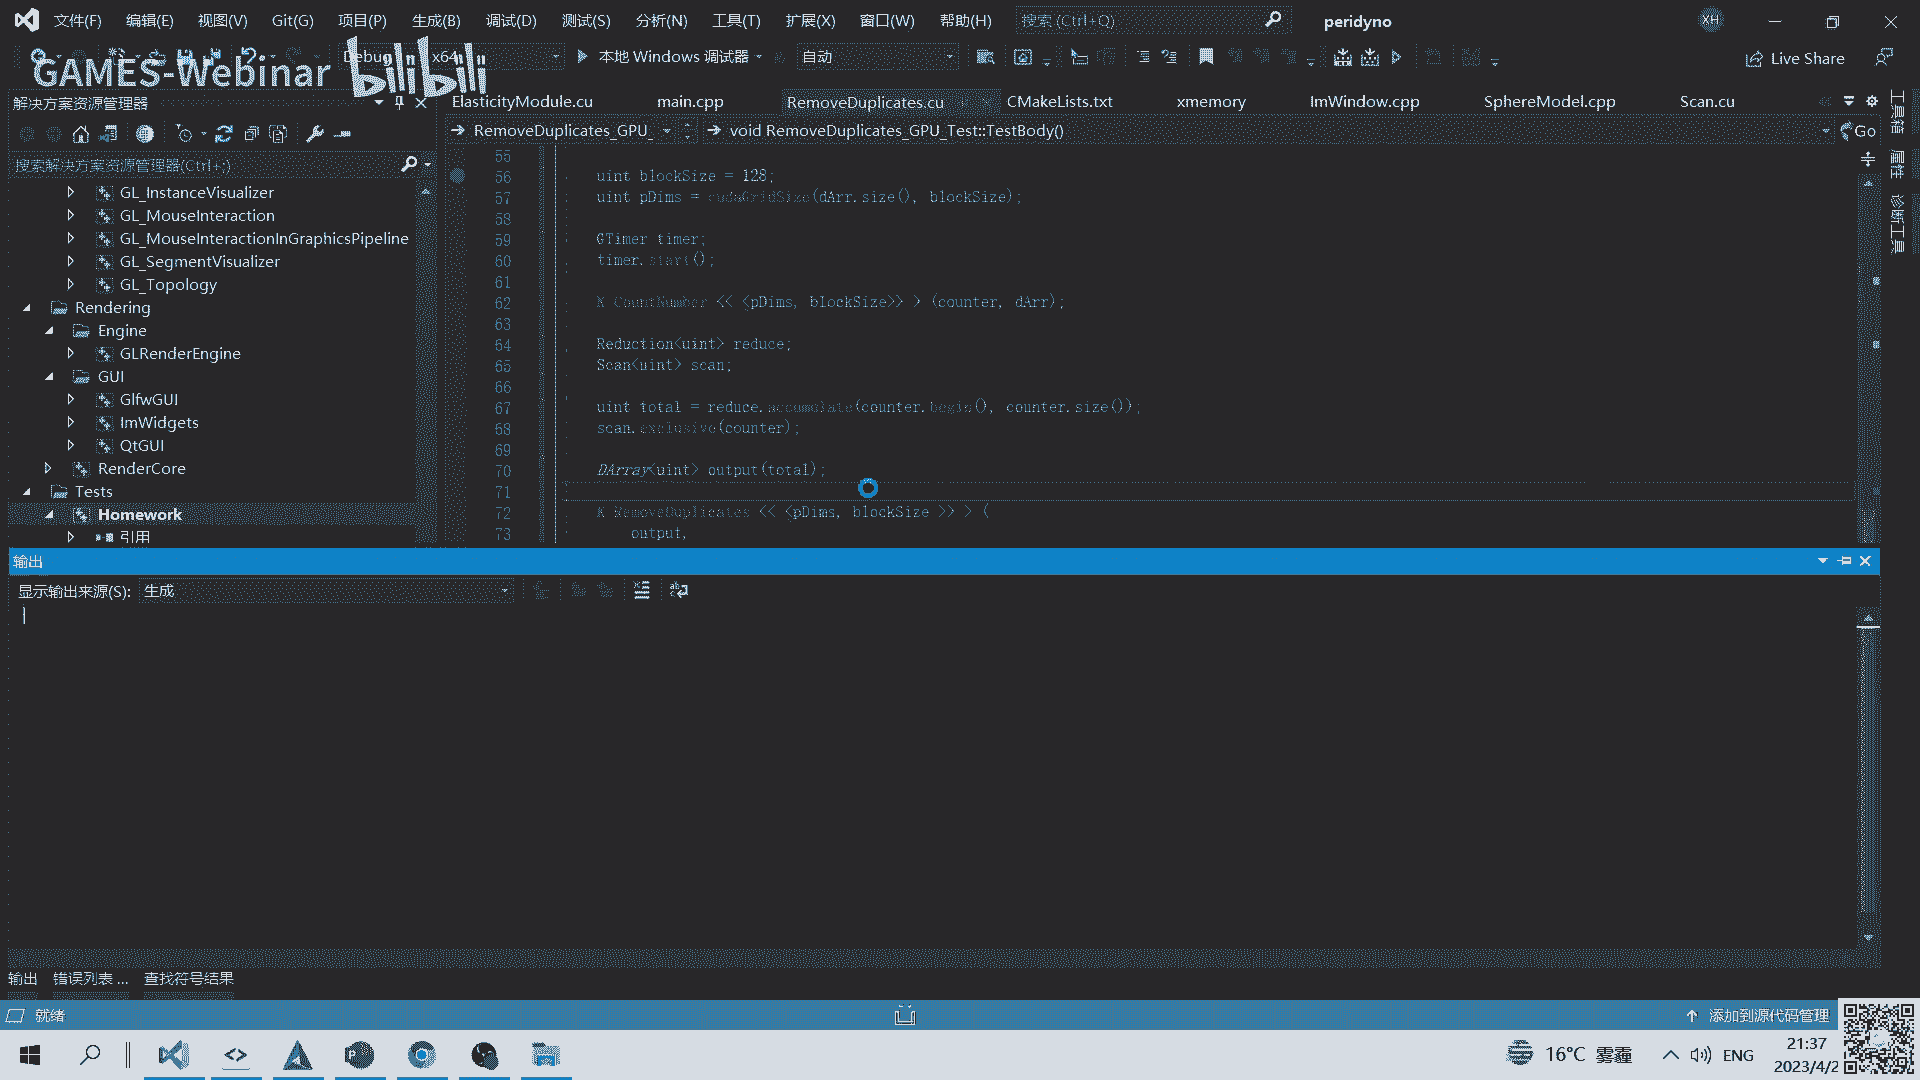 文件(F) 编辑(E) 视图(V) Git(G) 项目(P) 生成(B) 调试(D) 测试(S) 分析(N) 工具(T) 扩展(X) 窗口(W) 帮助(H) 搜索 (Ctrl+Q) peridyno XH
Debug x64 本地 Windows 调试器 自动 Live Share
GAMES-Webinar bilibili
解决方案资源管理器 ElasticityModule.cu main.cpp RemoveDuplicates.cu CMakeLists.txt xmemory ImWindow.cpp SphereModel.cpp Scan.cu
RemoveDuplicates_GPU_ void RemoveDuplicates_GPU_Test::TestBody() Go
搜索解决方案资源管理器(Ctrl+;)
工具箱
属性
诊断工具
GL_InstanceVisualizer
GL_MouseInteraction
GL_MouseInteractionInGraphicsPipeline
GL_SegmentVisualizer
GL_Topology
Rendering
Engine
GLRenderEngine
GUI
GlfwGUI
ImWidgets
QtGUI
RenderCore
Tests
Homework
引用
55
56 uint blockSize = 128;
57 uint pDims = cudaGridSize(dArr.size(), blockSize);
58
59 GTimer timer;
60 timer.start();
61
62 K_CountNumber << <pDims, blockSize>> > (counter, dArr);
63
64 Reduction<uint> reduce;
65 Scan<uint> scan;
66
67 uint total = reduce.accumulate(counter.begin(), counter.size());
68 scan.exclusive(counter);
69
70 DArray<uint> output(total);
71
72 K_RemoveDuplicates << <pDims, blockSize >> > (
73 output,
输出
显示输出来源(S): 生成
输出 错误列表 ... 查找符号结果
就绪 添加到源代码管理
16°C 雾霾 ENG 21:37
2023/4/2